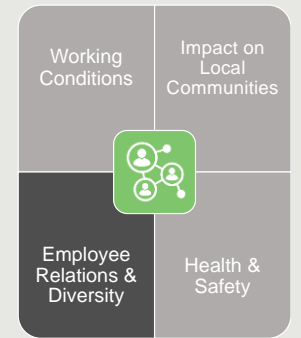 Working
Conditions
Impact on
Local
Communities
Employee
Relations &
Diversity
Health &
Safety